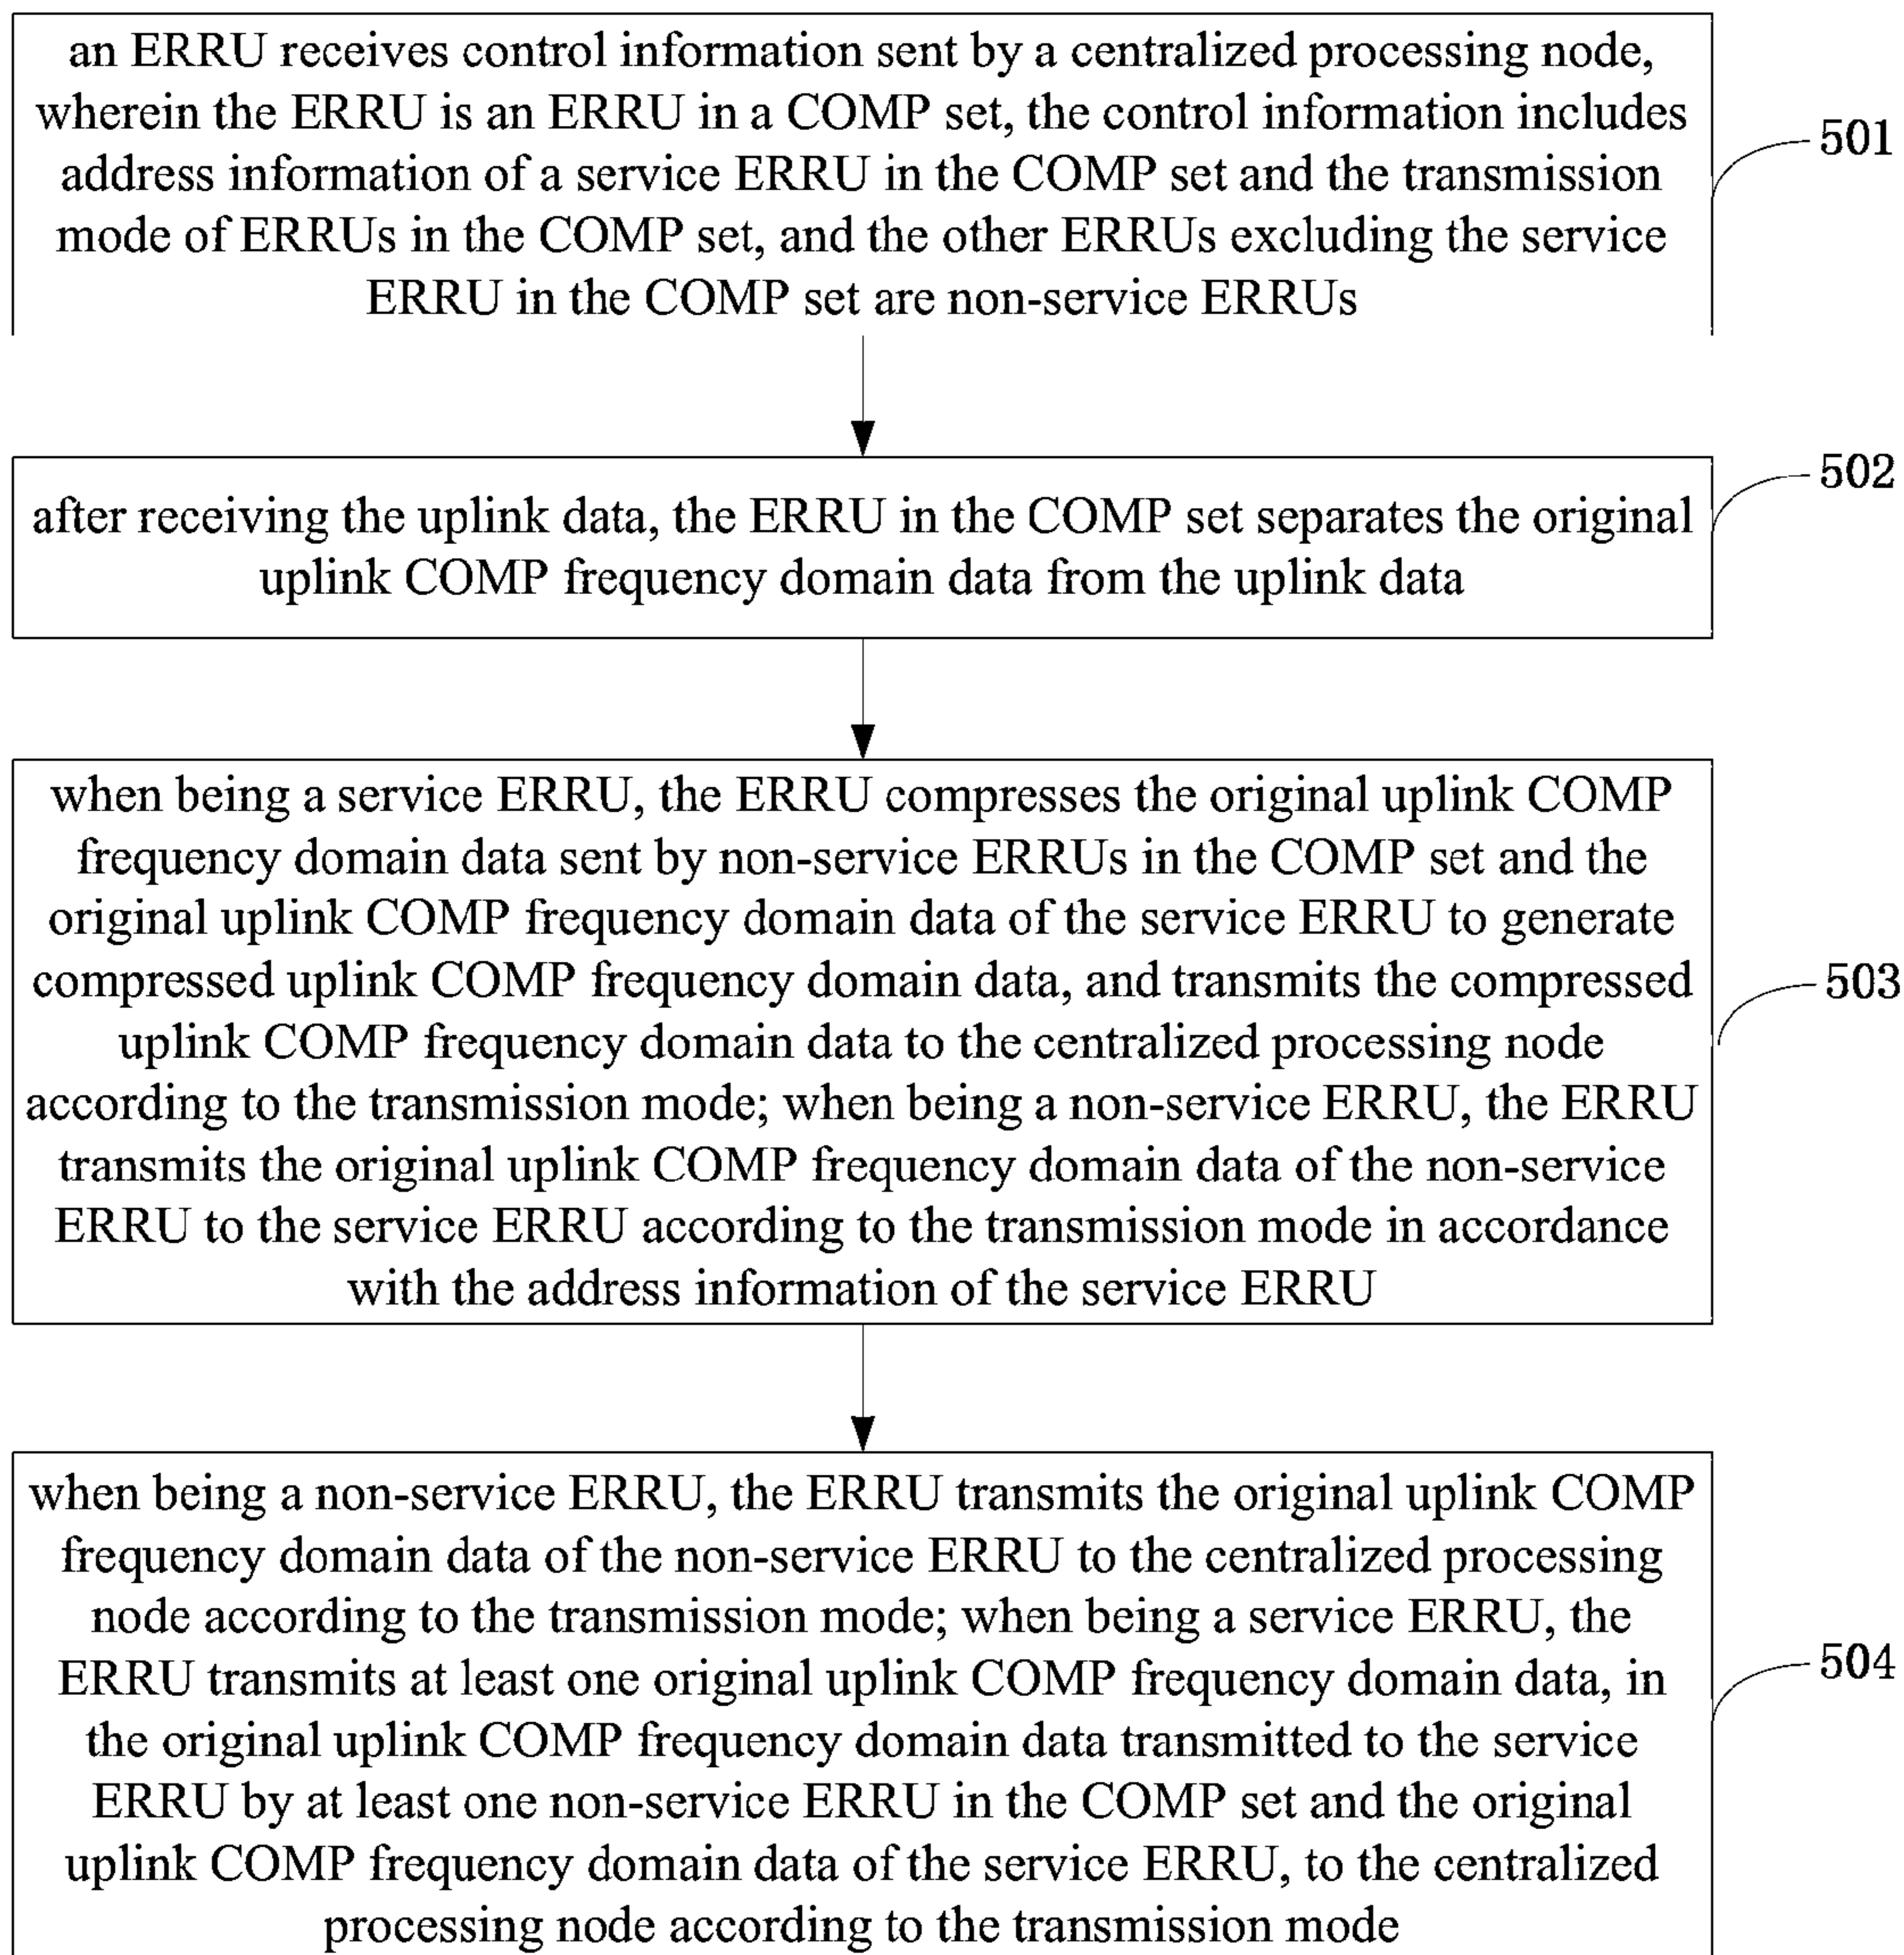 an ERRU receives control information sent by a centralized processing node,
wherein the ERRU is an ERRU in a COMP set, the control information includes
address information of a service ERRU in the COMP set and the transmission
mode of ERRUs in the COMP set, and the other ERRUs excluding the service
ERRU in the COMP set are non-service ERRUs
501
after receiving the uplink data, the ERRU in the COMP set separates the original
uplink COMP frequency domain data from the uplink data
502
when being a service ERRU, the ERRU compresses the original uplink COMP
frequency domain data sent by non-service ERRUs in the COMP set and the
original uplink COMP frequency domain data of the service ERRU to generate
compressed uplink COMP frequency domain data, and transmits the compressed
uplink COMP frequency domain data to the centralized processing node
according to the transmission mode; when being a non-service ERRU, the ERRU
transmits the original uplink COMP frequency domain data of the non-service
ERRU to the service ERRU according to the transmission mode in accordance
with the address information of the service ERRU
503
when being a non-service ERRU, the ERRU transmits the original uplink COMP
frequency domain data of the non-service ERRU to the centralized processing
node according to the transmission mode; when being a service ERRU, the
ERRU transmits at least one original uplink COMP frequency domain data, in
the original uplink COMP frequency domain data transmitted to the service
ERRU by at least one non-service ERRU in the COMP set and the original
uplink COMP frequency domain data of the service ERRU, to the centralized
processing node according to the transmission mode
504